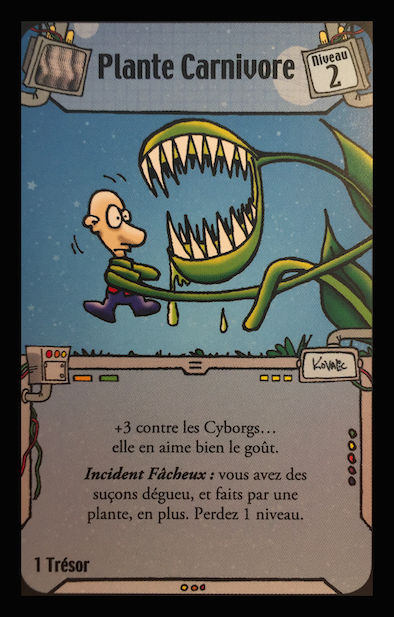 Plante Carnivore
Niveau
2
KOVALIC
+3 contre les Cyborgs…
elle en aime bien le goût.
Incident Fâcheux : vous avez des
suçons dégueu, et faits par une
plante, en plus. Perdez 1 niveau.
1 Trésor